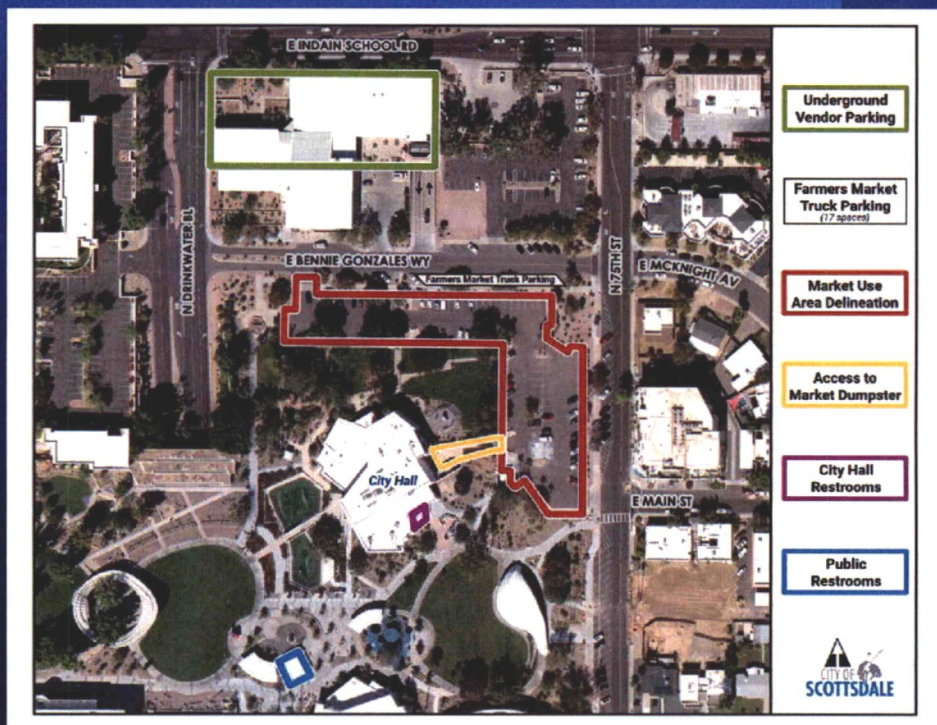 E INDAIN SCHOOL RD
N DRINKWATER BL
E BENNIE GONZALES WY
Farmers Market Truck Parking
N 75TH ST
E MCKNIGHT AV
City Hall
E MAIN ST
Underground
Vendor Parking
Farmers Market
Truck Parking
(17 spaces)
Market Use
Area Delineation
Access to
Market Dumpster
City Hall
Restrooms
Public
Restrooms
CITY OF
SCOTTSDALE